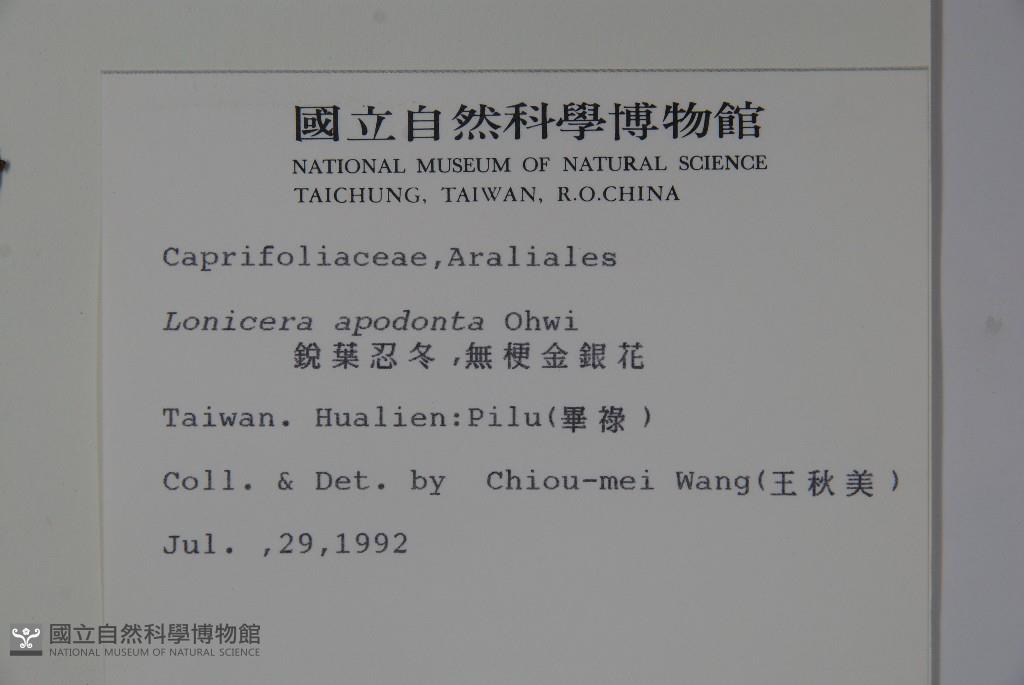 國立自然科學博物館
NATIONAL MUSEUM OF NATURAL SCIENCE
TAICHUNG, TAIWAN, R.O.CHINA
Caprifoliaceae,Araliales
Lonicera apodonta Ohwi
銳葉忍冬,無梗金銀花
Taiwan. Hualien:Pilu(畢祿)
Coll. & Det. by Chiou-mei Wang(王秋美)
Jul. ,29,1992
國立自然科學博物館
NATIONAL MUSEUM OF NATURAL SCIENCE